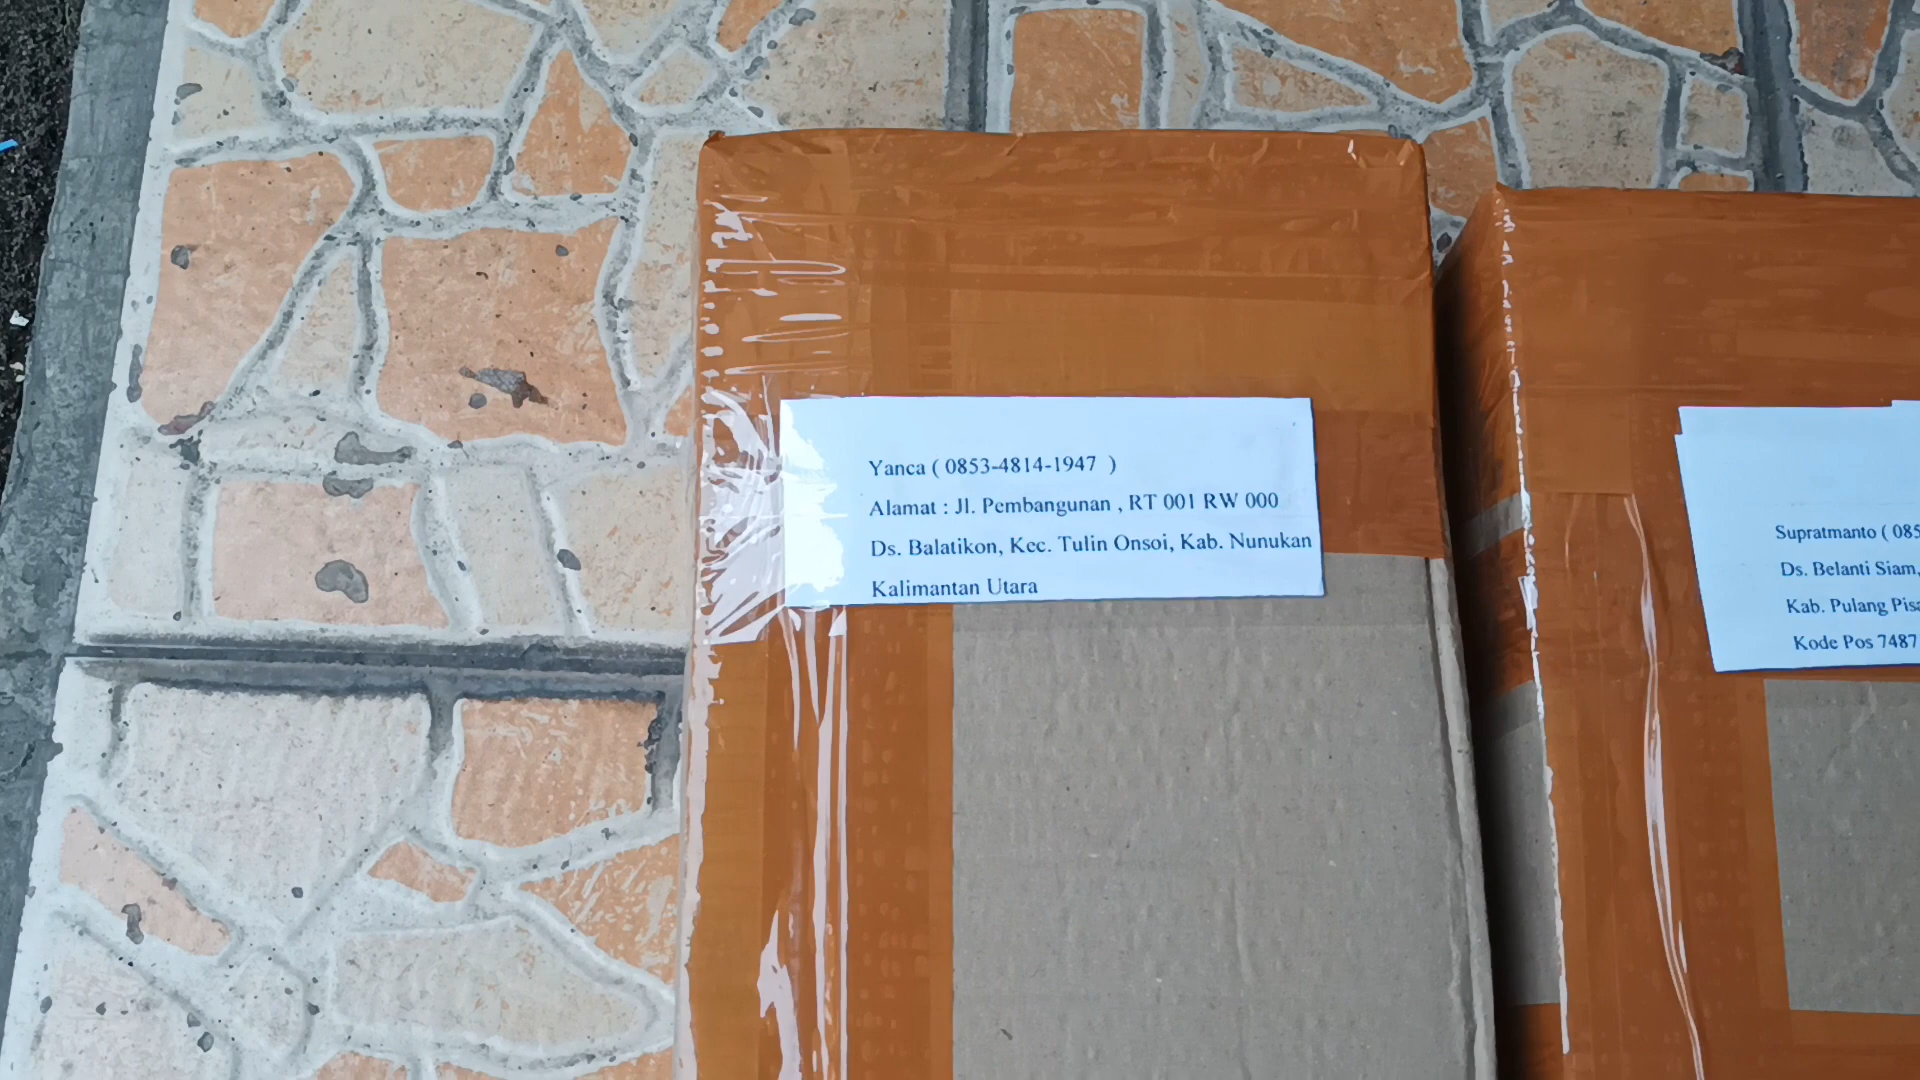 Yanca ( 0853-4814-1947 )
Alamat : Jl. Pembangunan , RT 001 RW 000
Ds. Balatikon, Kec. Tulin Onsoi, Kab. Nunukan
Kalimantan Utara
Supratmanto ( 085
Ds. Belanti Siam,
Kab. Pulang Pisa
Kode Pos 7487